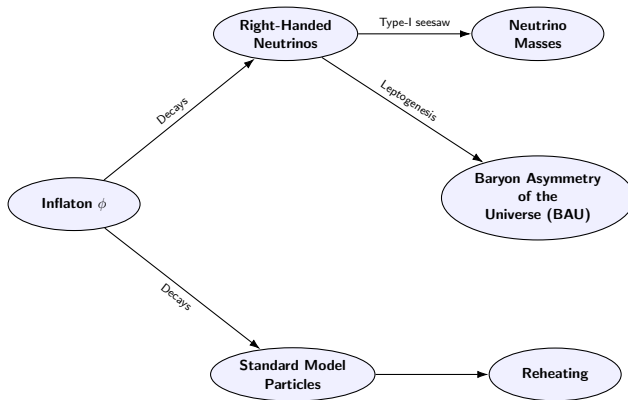 Right-Handed
Neutrinos
Type-I seesaw
Neutrino
Masses
Decays
Leptogenesis
Inflaton ϕ
Baryon Asymmetry
of the
Universe (BAU)
Decays
Standard Model
Particles
Reheating